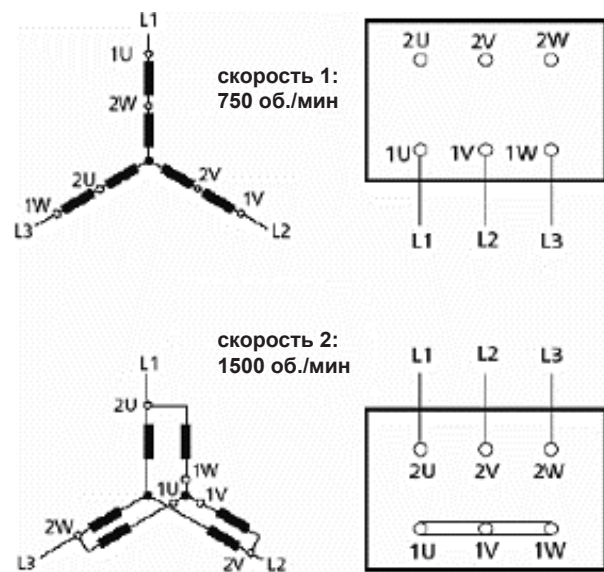 L1
1U
2W
2U
2V
1W
1V
L3
L2
скорость 1:
750 об./мин
2U 2V 2W
1U 1V 1W
L1 L2 L3
скорость 2:
1500 об./мин
L1
2U
1W
1U
1V
2W
L3
2V
L2
L1 L2 L3
2U 2V 2W
1U 1V 1W